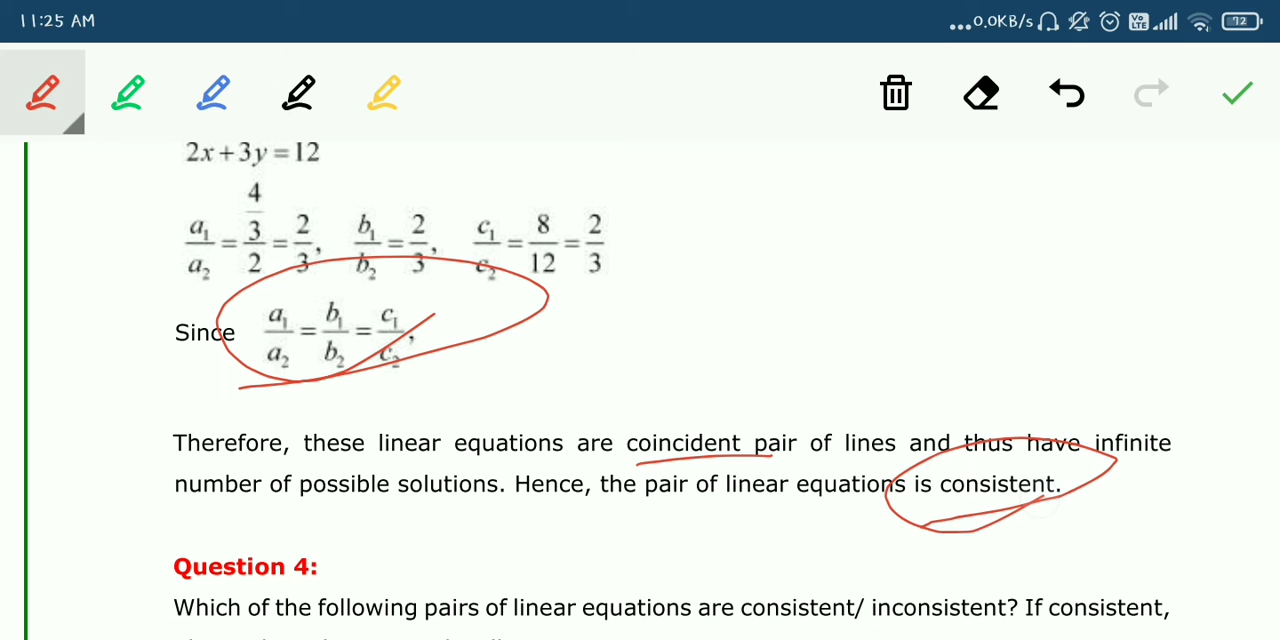 11:25 AM
...0.0KB/s Vo LTE 72
2x+3y=12
a₁/a₂ = (4/3)/2 = 2/3, b₁/b₂ = 2/3, c₁/c₂ = 8/12 = 2/3
Since a₁/a₂ = b₁/b₂ = c₁/c₂,
Therefore, these linear equations are coincident pair of lines and thus have infinite
number of possible solutions. Hence, the pair of linear equations is consistent.
Question 4:
Which of the following pairs of linear equations are consistent/ inconsistent? If consistent,